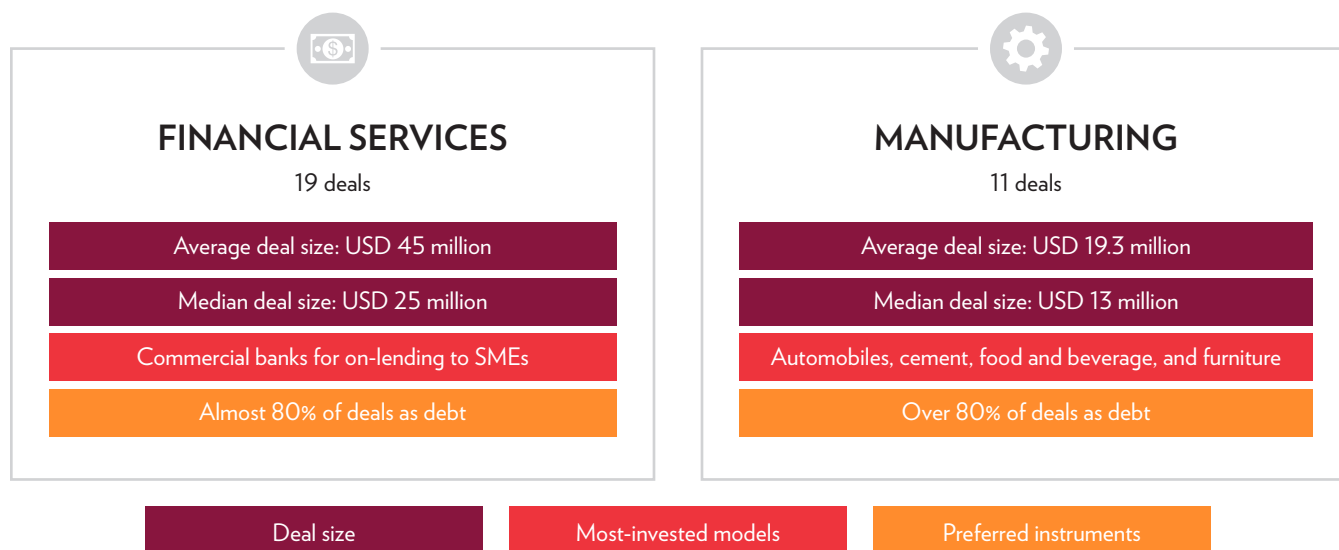 FINANCIAL SERVICES
19 deals
Average deal size: USD 45 million
Median deal size: USD 25 million
Commercial banks for on-lending to SMEs
Almost 80% of deals as debt
MANUFACTURING
11 deals
Average deal size: USD 19.3 million
Median deal size: USD 13 million
Automobiles, cement, food and beverage, and furniture
Over 80% of deals as debt
Deal size
Most-invested models
Preferred instruments